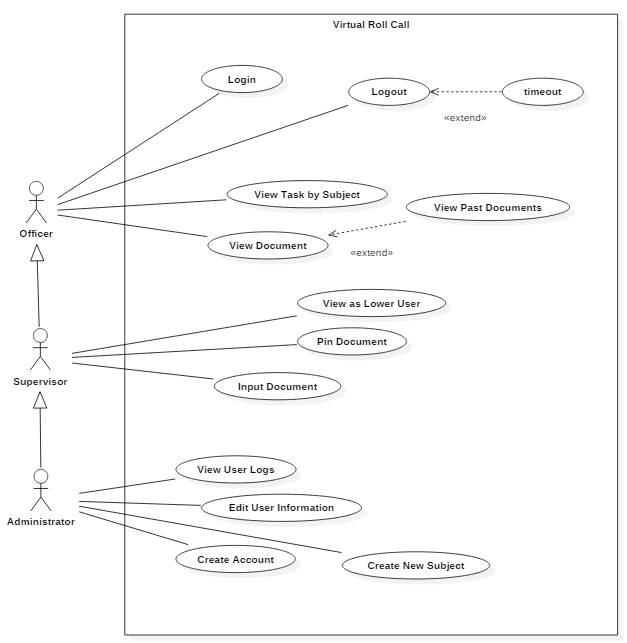 Virtual Roll Call
Login
Logout
timeout
«extend»
View Task by Subject
View Past Documents
Officer
View Document
«extend»
View as Lower User
Pin Document
Supervisor
Input Document
View User Logs
Edit User Information
Administrator
Create Account
Create New Subject